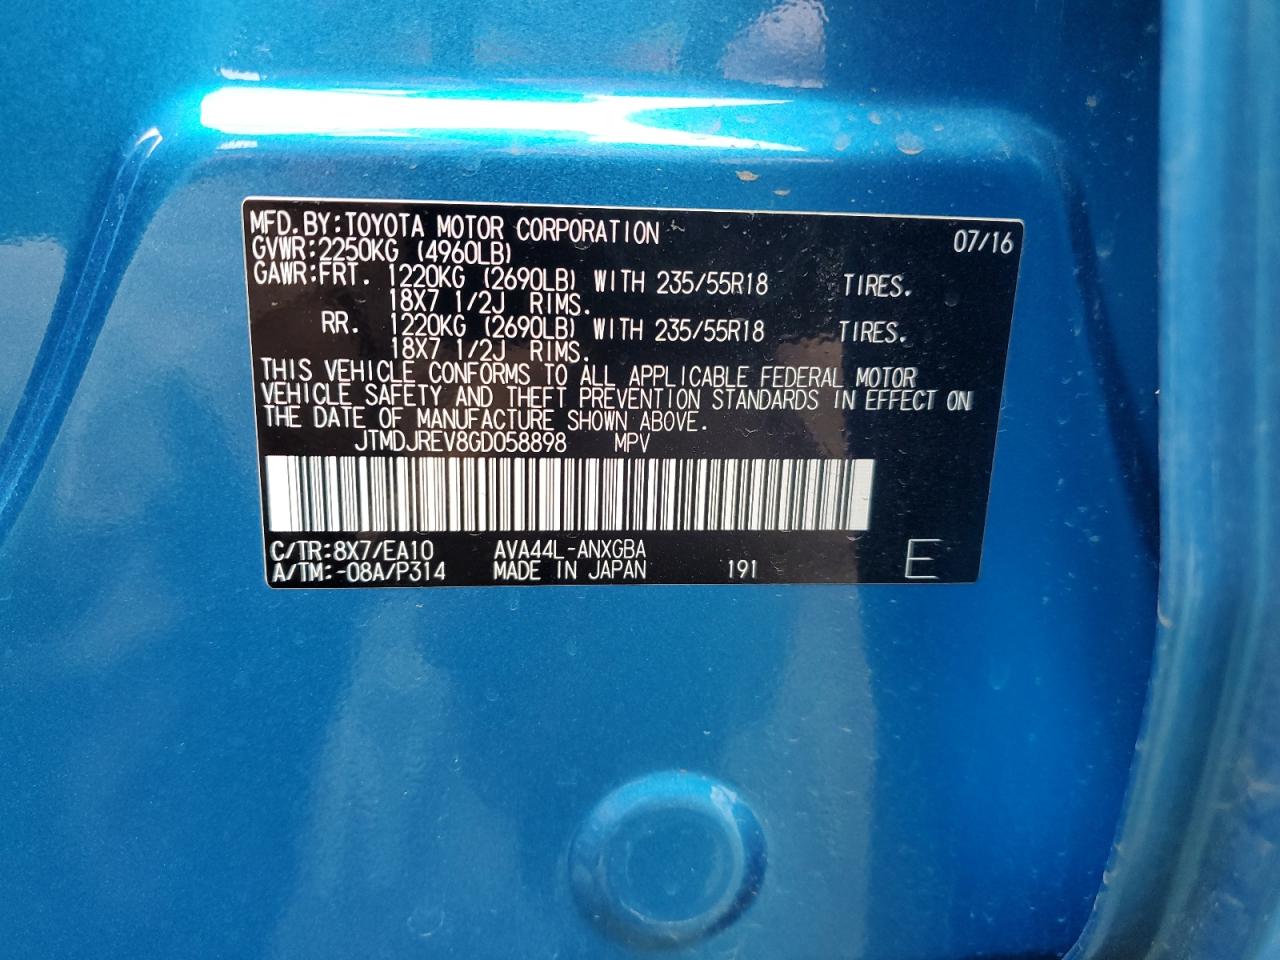 MFD.BY:TOYOTA MOTOR CORPORATION 07/16
GVWR:2250KG (4960LB)
GAWR:FRT. 1220KG (2690LB) WITH 235/55R18 TIRES.
18X7 1/2J RIMS.
RR. 1220KG (2690LB) WITH 235/55R18 TIRES.
18X7 1/2J RIMS.
THIS VEHICLE CONFORMS TO ALL APPLICABLE FEDERAL MOTOR
VEHICLE SAFETY AND THEFT PREVENTION STANDARDS IN EFFECT ON
THE DATE OF MANUFACTURE SHOWN ABOVE.
JTMDJREV8GD058898 MPV
C/TR:8X7/EA10 AVA44L-ANXGBA
A/TM:-08A/P314 MADE IN JAPAN 191 E